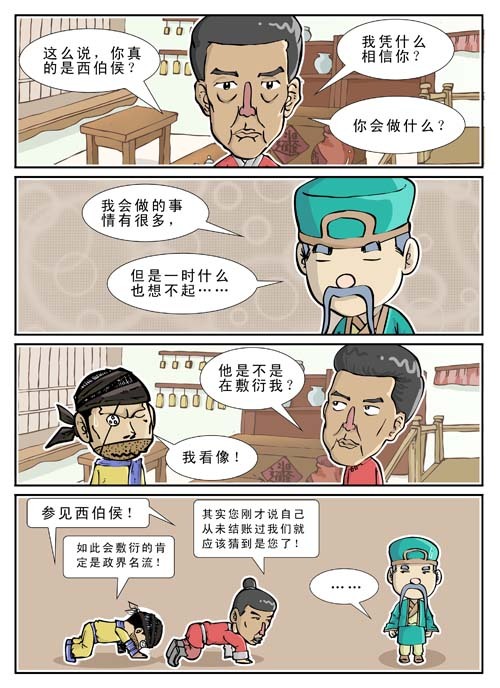 这么说，你真
的是西伯侯？
我凭什么
相信你？
你会做什么？
我会做的事
情有很多，
但是一时什么
也想不起……
他是不是
在敷衍我？
我看像！
参见西伯侯！
如此会敷衍的肯
定是政界名流！
其实您刚才说自己
从未结账过我们就
应该猜到是您了！
……